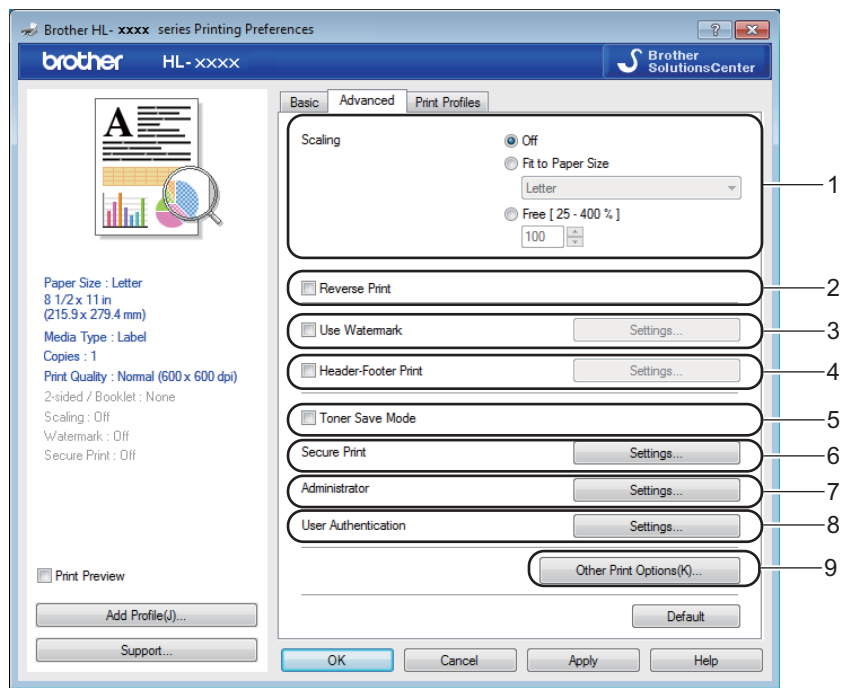 Brother HL- xxxx series Printing Preferences
brother HL-xxxx
Brother
SolutionsCenter
Basic Advanced Print Profiles
A
Scaling
Off
Fit to Paper Size
Letter
Free [ 25 - 400 % ]
100
1
Paper Size : Letter
8 1/2 x 11 in
(215.9 x 279.4 mm)
Media Type : Label
Copies : 1
Print Quality : Normal (600 x 600 dpi)
2-sided / Booklet : None
Scaling : Off
Watermark : Off
Secure Print : Off
Reverse Print 2
Use Watermark Settings... 3
Header-Footer Print Settings... 4
Toner Save Mode 5
Secure Print Settings... 6
Administrator Settings... 7
User Authentication Settings... 8
Other Print Options(K)... 9
Print Preview
Add Profile(J)...
Support...
Default
OK Cancel Apply Help